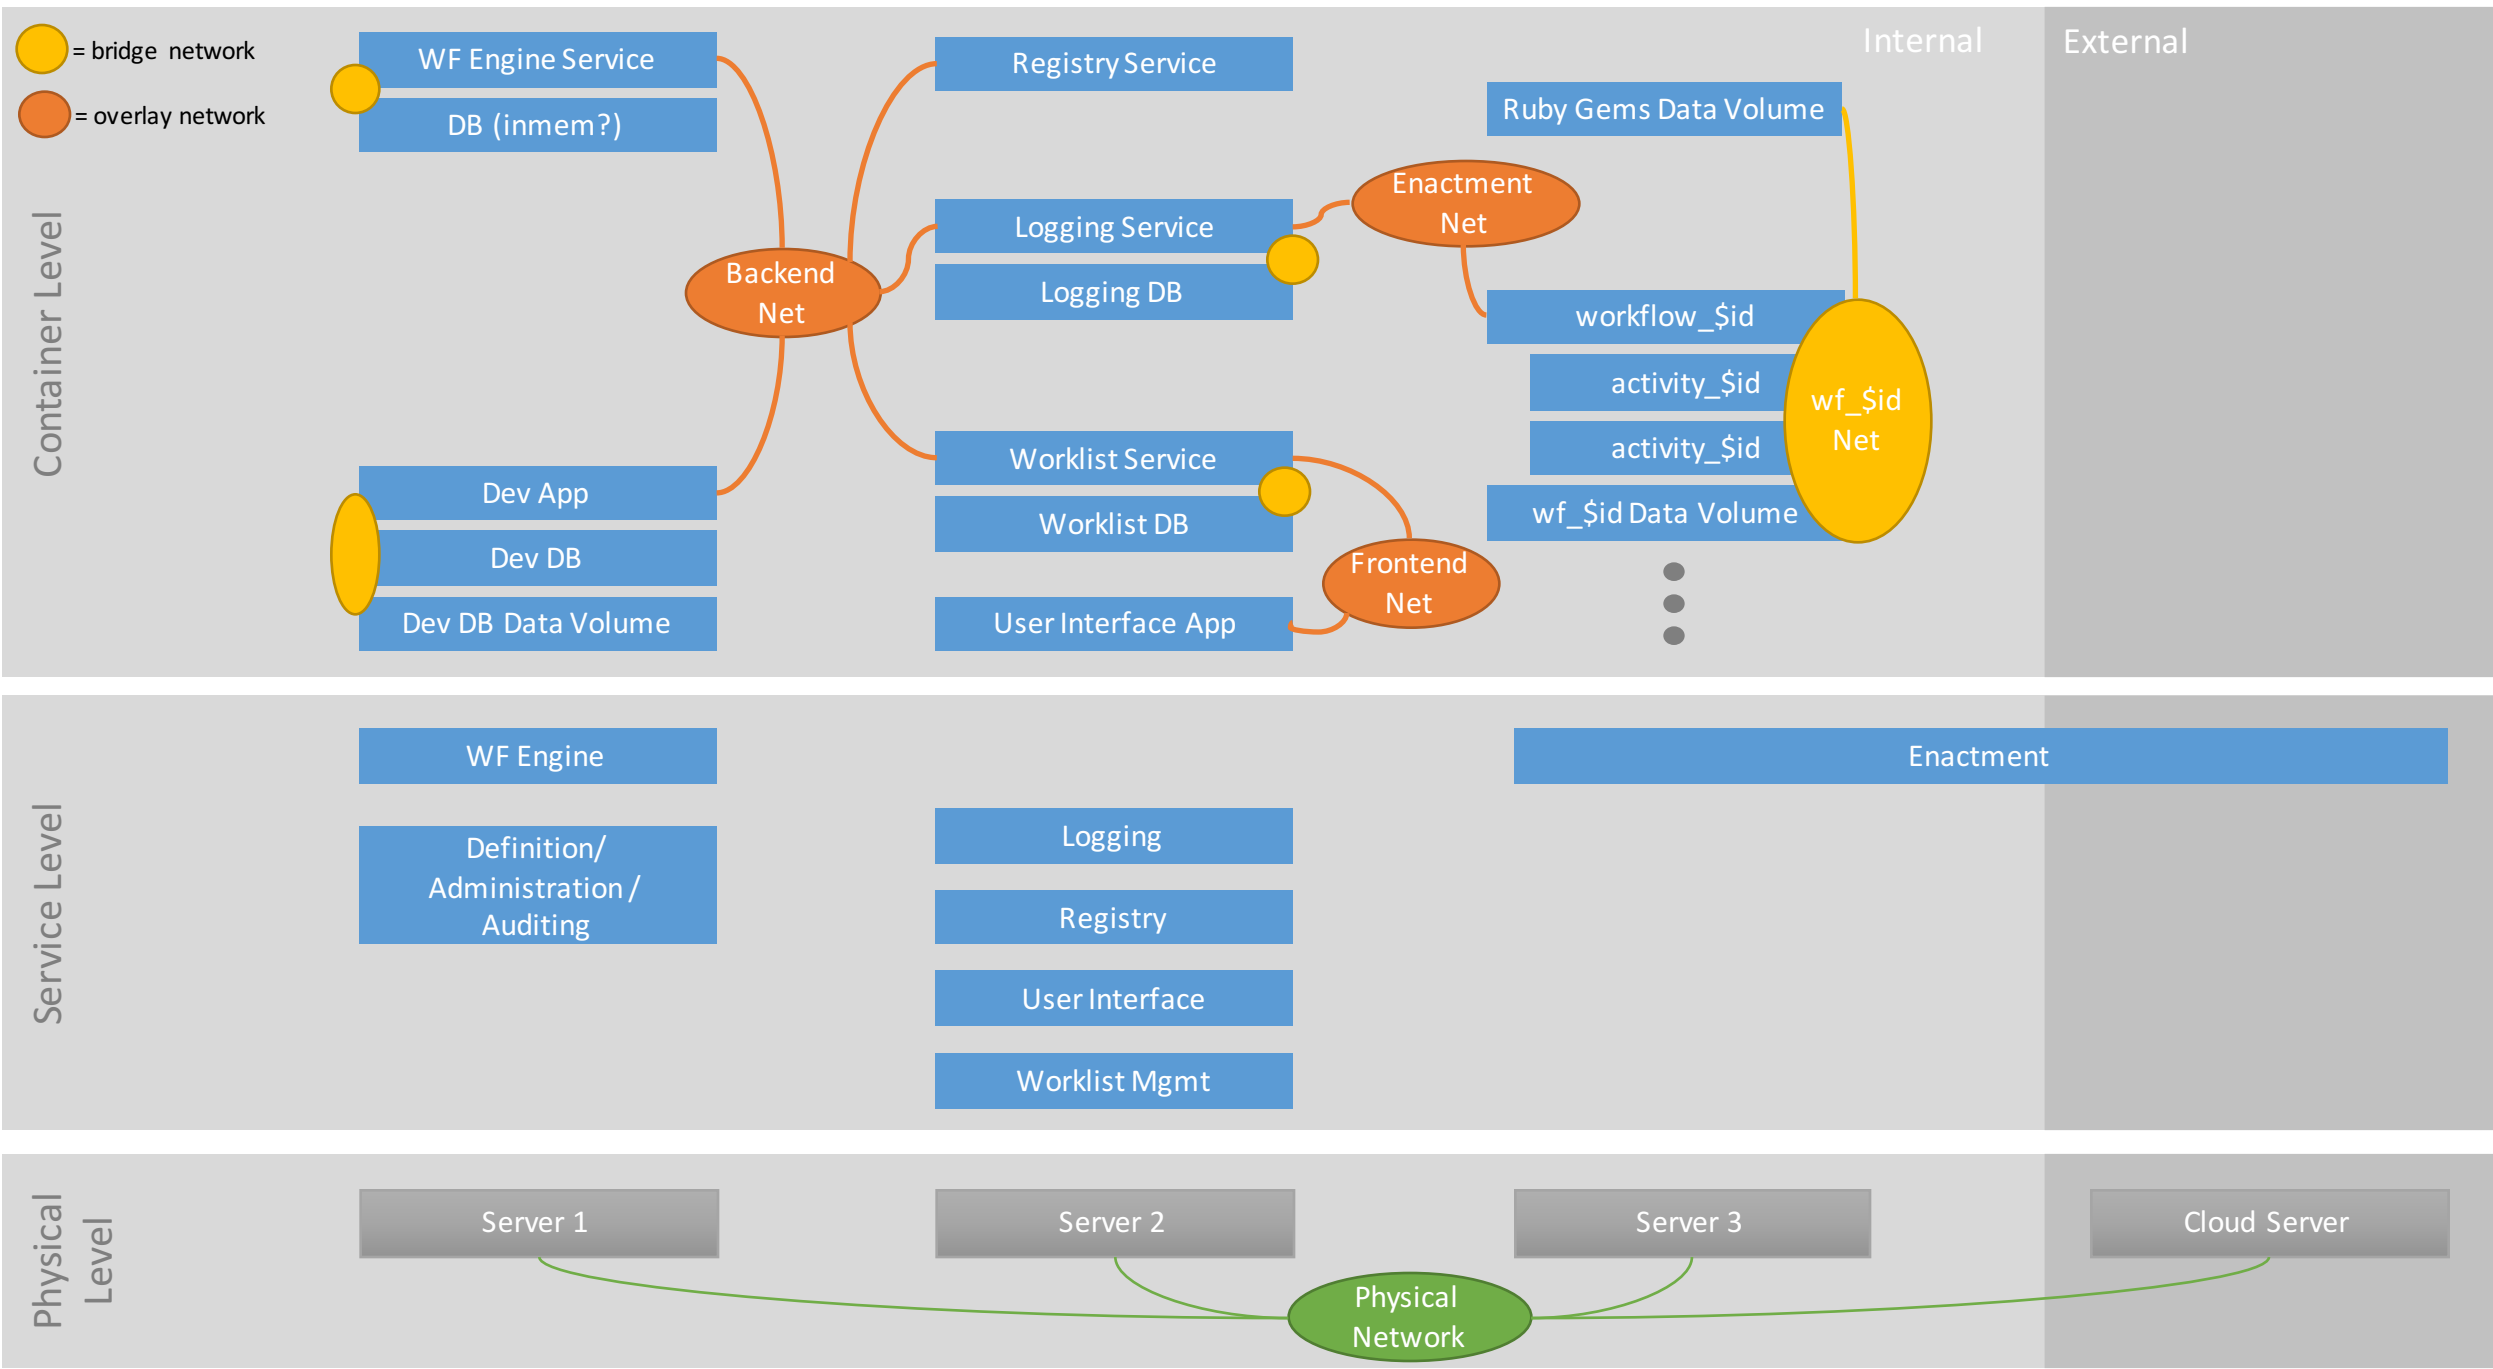 = bridge network
= overlay network
Internal
External
Container Level
WF Engine Service
DB (inmem?)
Backend
Net
Dev App
Dev DB
Dev DB Data Volume
Registry Service
Logging Service
Logging DB
Worklist Service
Worklist DB
User Interface App
Enactment
Net
Frontend
Net
Ruby Gems Data Volume
workflow_$id
activity_$id
activity_$id
wf_$id Data Volume
wf_$id
Net
Service Level
WF Engine
Definition/
Administration /
Auditing
Logging
Registry
User Interface
Worklist Mgmt
Enactment
Physical
Level
Server 1
Server 2
Server 3
Cloud Server
Physical
Network